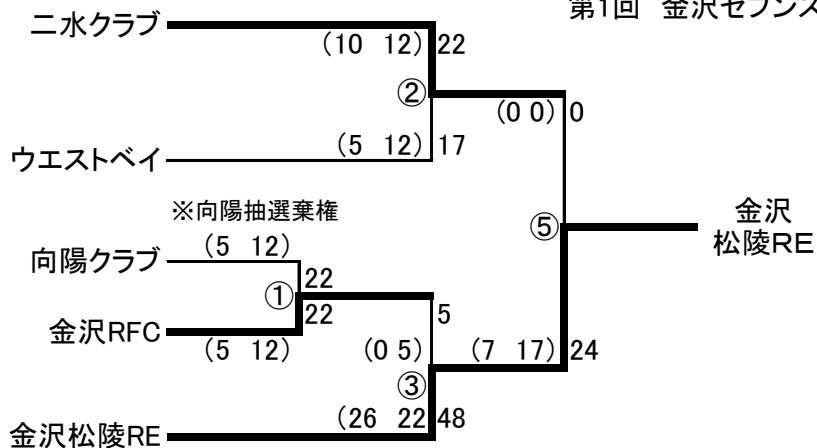 第1回 金沢セブンズ
二水クラブ
(10 12) 22
②
(0 0) 0
(5 12) 17
ウエストベイ
※向陽抽選棄権
金沢
松陵RE
⑤
向陽クラブ
(5 12)
22
①
22
5
金沢RFC
(5 12)
(0 5)
(7 17) 24
③
(26 22 48
金沢松陵RE